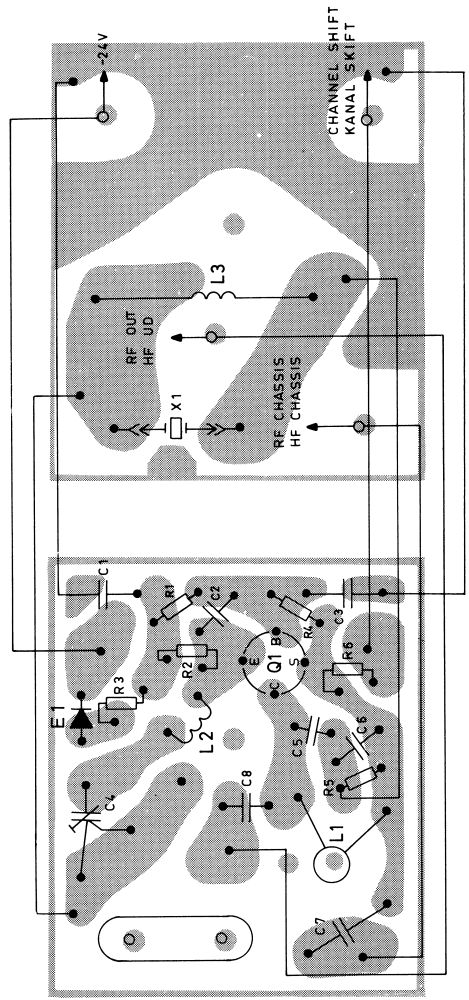 -24V
CHANNEL SHIFT
KANAL SKIFT
L3
RF OUT
HF UD
X1
RF CHASSIS
HF CHASSIS
C1
R1
C2
R4
C3
E1
R3
R2
E
B
Q1
C
S
R6
L2
C4
C5
C6
C8
R5
L1
C7